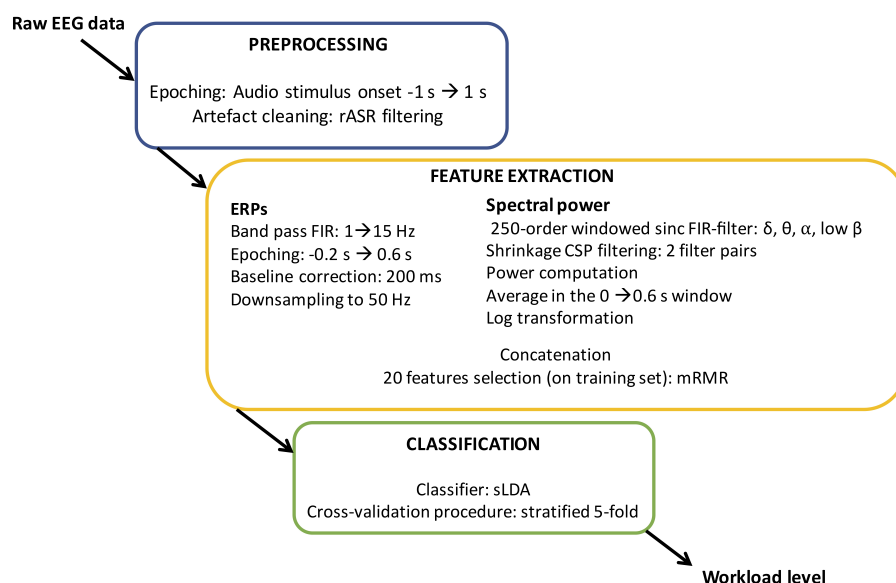 Raw EEG data
PREPROCESSING
Epoching: Audio stimulus onset -1 s → 1 s
Artefact cleaning: rASR filtering
FEATURE EXTRACTION
ERPs
Band pass FIR: 1→15 Hz
Epoching: -0.2 s → 0.6 s
Baseline correction: 200 ms
Downsampling to 50 Hz
Spectral power
250-order windowed sinc FIR-filter: δ, θ, α, low β
Shrinkage CSP filtering: 2 filter pairs
Power computation
Average in the 0 →0.6 s window
Log transformation
Concatenation
20 features selection (on training set): mRMR
CLASSIFICATION
Classifier: sLDA
Cross-validation procedure: stratified 5-fold
Workload level